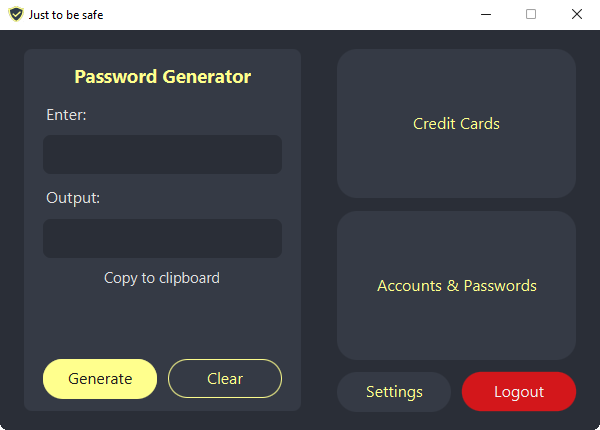 Just to be safe
Password Generator
Enter:
Output:
Copy to clipboard
Generate
Clear
Credit Cards
Accounts & Passwords
Settings
Logout